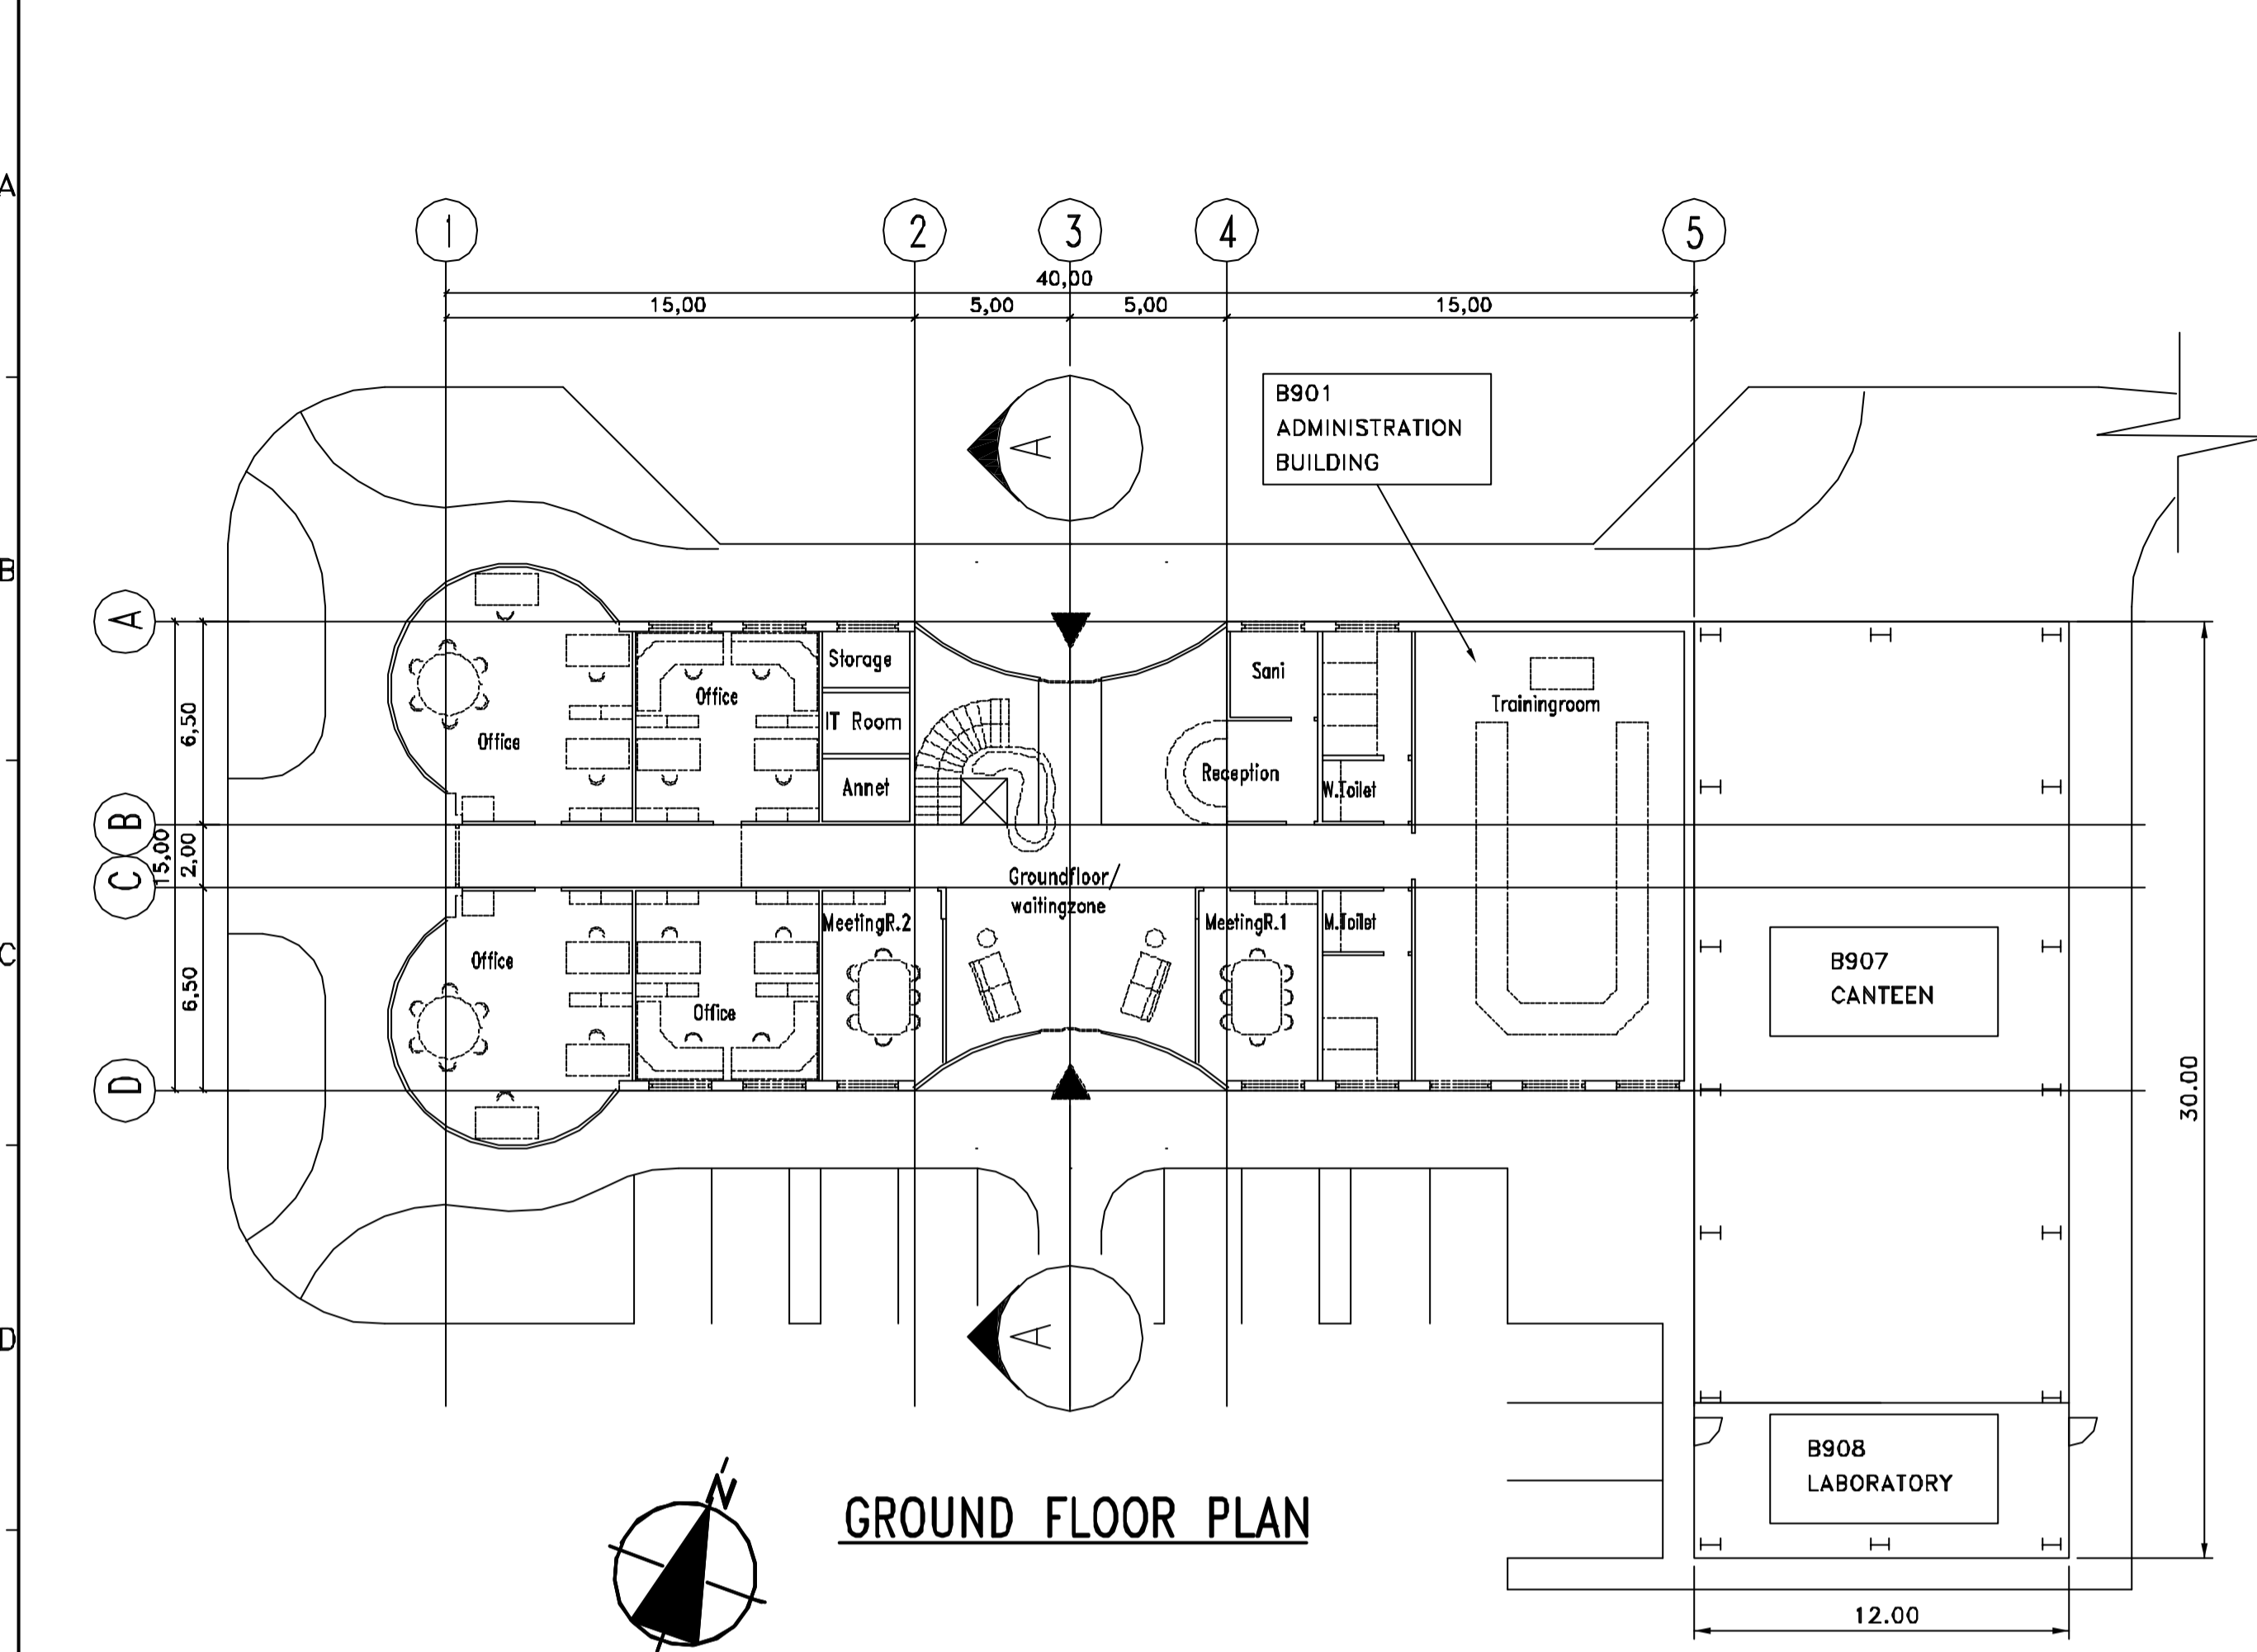 A
1
2
3
4
5
40,00
15,00
5,00
5,00
15,00
B901
ADMINISTRATION
BUILDING
A
B
A
Storage
Sani
Office
Trainingroom
6,50
IT Room
Office
Reception
Annet
W.Toilet
B
15,00
2,00
C
Groundfloor/
waitingzone
MeetingR.2
MeetingR.1
M.Toilet
C
Office
B907
CANTEEN
6,50
Office
D
30.00
A
D
B908
LABORATORY
N
GROUND FLOOR PLAN
12.00